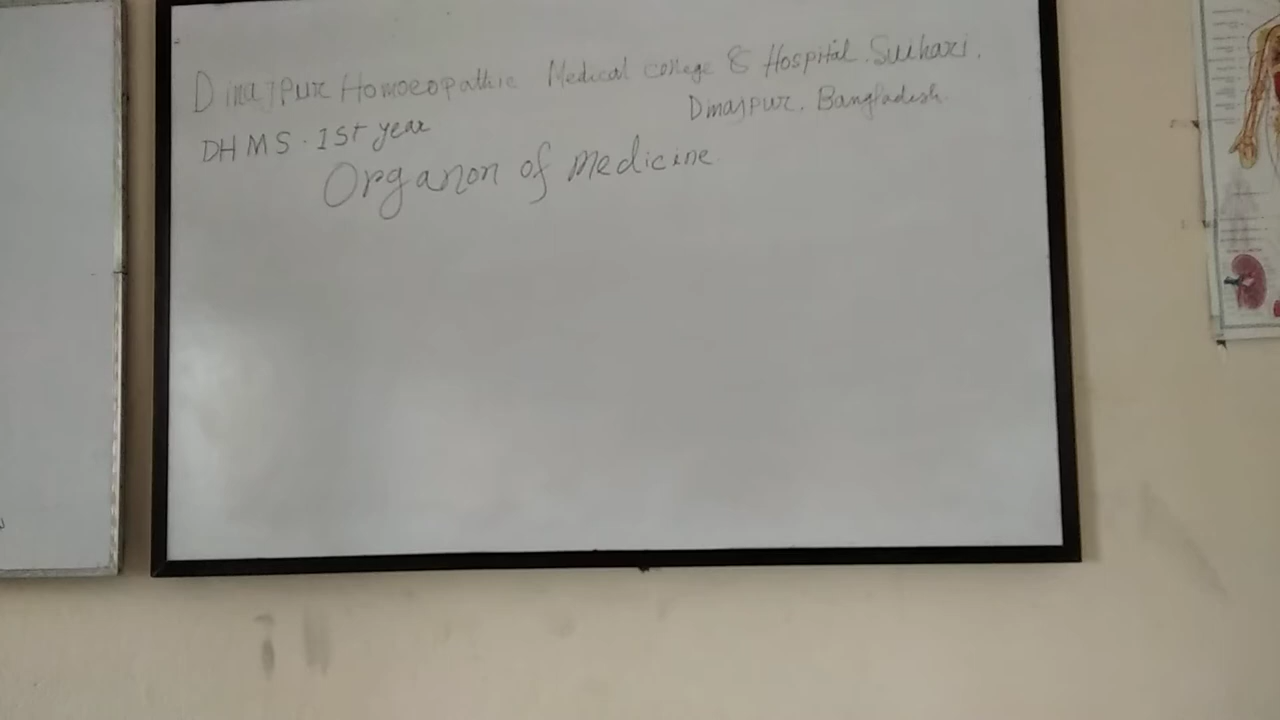 Dinajpur Homoeopathic Medical college & Hospital. Suihari.
Dinajpur. Bangladesh.
DHMS. 1st year
Organon of medicine